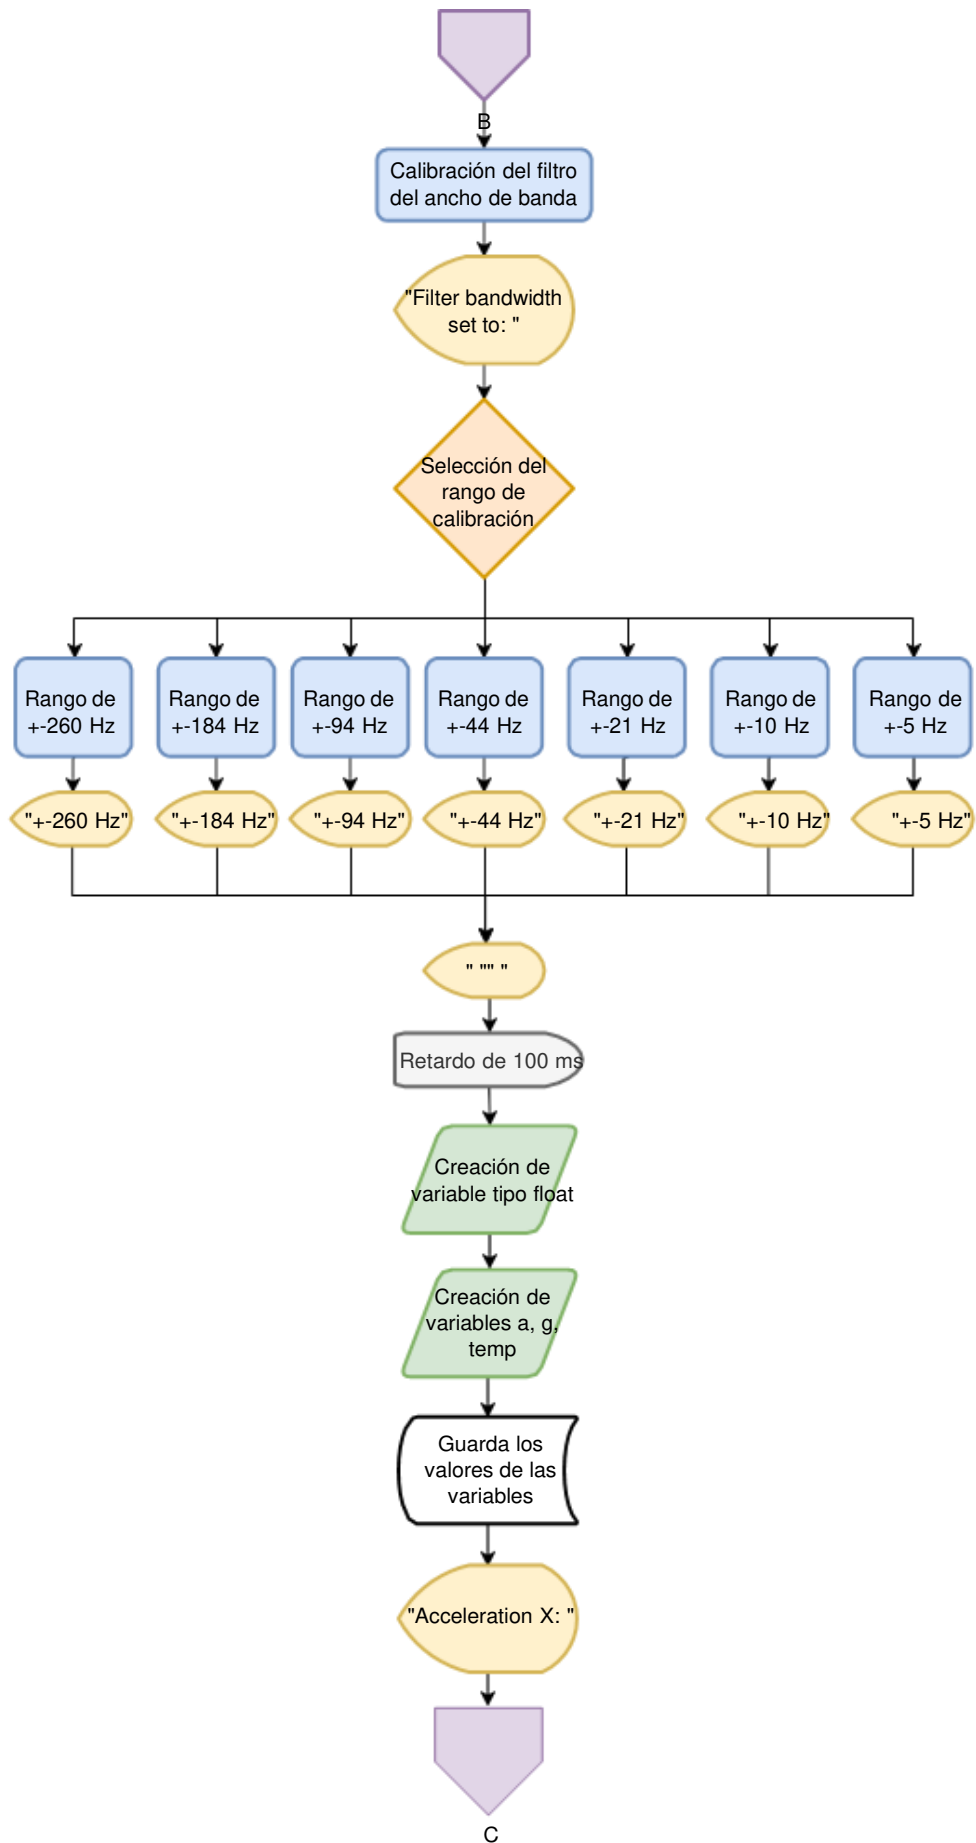 B
Calibración del filtro
del ancho de banda
"Filter bandwidth
set to: "
Selección del
rango de
calibración
Rango de
+-260 Hz
Rango de
+-184 Hz
Rango de
+-94 Hz
Rango de
+-44 Hz
Rango de
+-21 Hz
Rango de
+-10 Hz
Rango de
+-5 Hz
"+-260 Hz"
"+-184 Hz"
"+-94 Hz"
"+-44 Hz"
"+-21 Hz"
"+-10 Hz"
"+-5 Hz"
" "" "
Retardo de 100 ms
Creación de
variable tipo float
Creación de
variables a, g,
temp
Guarda los
valores de las
variables
"Acceleration X: "
C